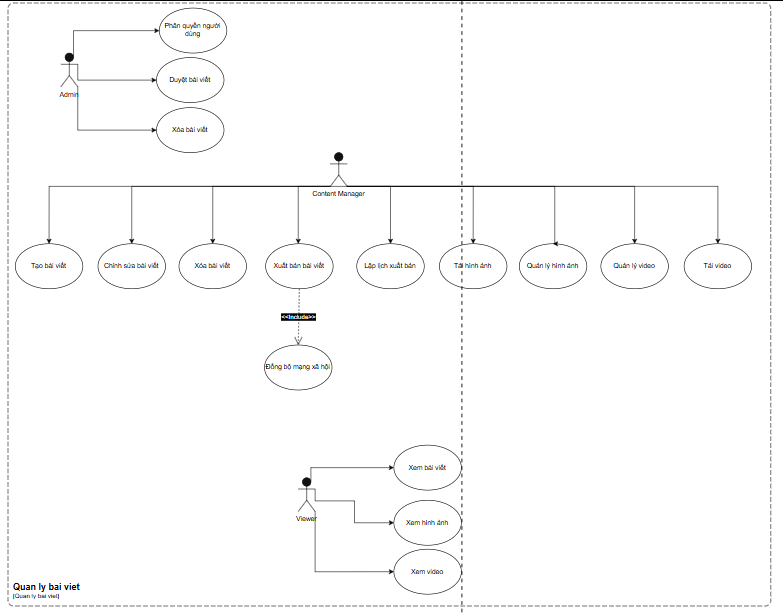 Phân quyền người
dùng
Duyệt bài viết
Admin
Xóa bài viết
Content Manager
Tạo bài viết
Chỉnh sửa bài viết
Xóa bài viết
Xuất bản bài viết
Lập lịch xuất bản
Tải hình ảnh
Quản lý hình ảnh
Quản lý video
Tải video
<<Include>>
Đồng bộ mạng xã hội
Xem bài viết
Viewer
Xem hình ảnh
Xem video
Quan ly bai viet
[Quan ly bai viet]